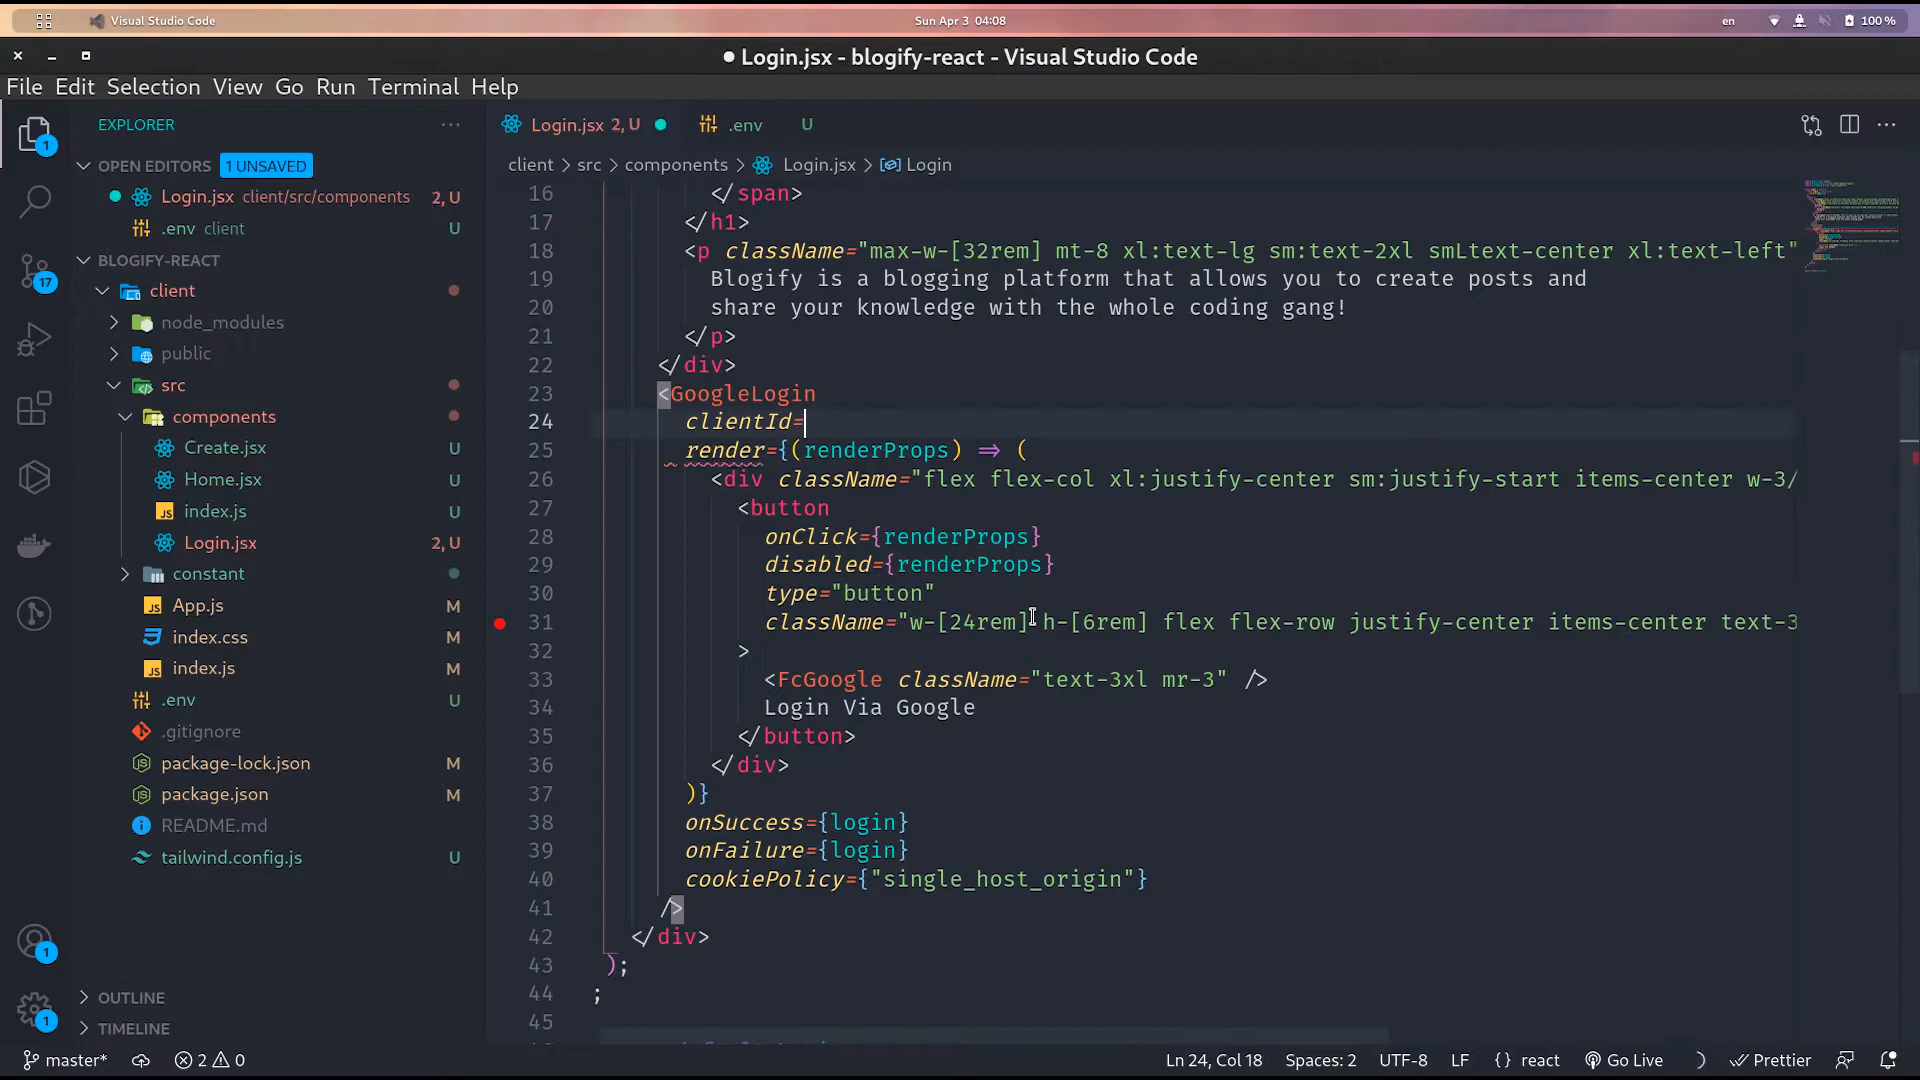 Visual Studio Code
Sun Apr 3 04:08
en
100 %
Login.jsx - blogify-react - Visual Studio Code
File Edit Selection View Go Run Terminal Help
EXPLORER
OPEN EDITORS 1 UNSAVED
Login.jsx client/src/components 2, U
.env client U
BLOGIFY-REACT
client
node_modules
public
src
components
Create.jsx U
Home.jsx U
index.js U
Login.jsx 2, U
constant
App.js M
index.css M
index.js M
.env U
.gitignore
package-lock.json M
package.json M
README.md
tailwind.config.js U
OUTLINE
TIMELINE
1
17
1
1
Login.jsx 2, U
.env U
client > src > components > Login.jsx > Login
16 </span>
17 </h1>
18 <p className="max-w-[32rem] mt-8 xl:text-lg sm:text-2xl smLtext-center xl:text-left"
19 Blogify is a blogging platform that allows you to create posts and
20 share your knowledge with the whole coding gang!
21 </p>
22 </div>
23 <GoogleLogin
24 clientId=
25 render={(renderProps) => (
26 <div className="flex flex-col xl:justify-center sm:justify-start items-center w-3/
27 <button
28 onClick={renderProps}
29 disabled={renderProps}
30 type="button"
31 className="w-[24rem] h-[6rem] flex flex-row justify-center items-center text-3
32 >
33 <FcGoogle className="text-3xl mr-3" />
34 Login Via Google
35 </button>
36 </div>
37 )}
38 onSuccess={login}
39 onFailure={login}
40 cookiePolicy={"single_host_origin"}
41 />
42 </div>
43 );
44 ;
45
master* 2 0
Ln 24, Col 18 Spaces: 2 UTF-8 LF {} react Go Live Prettier